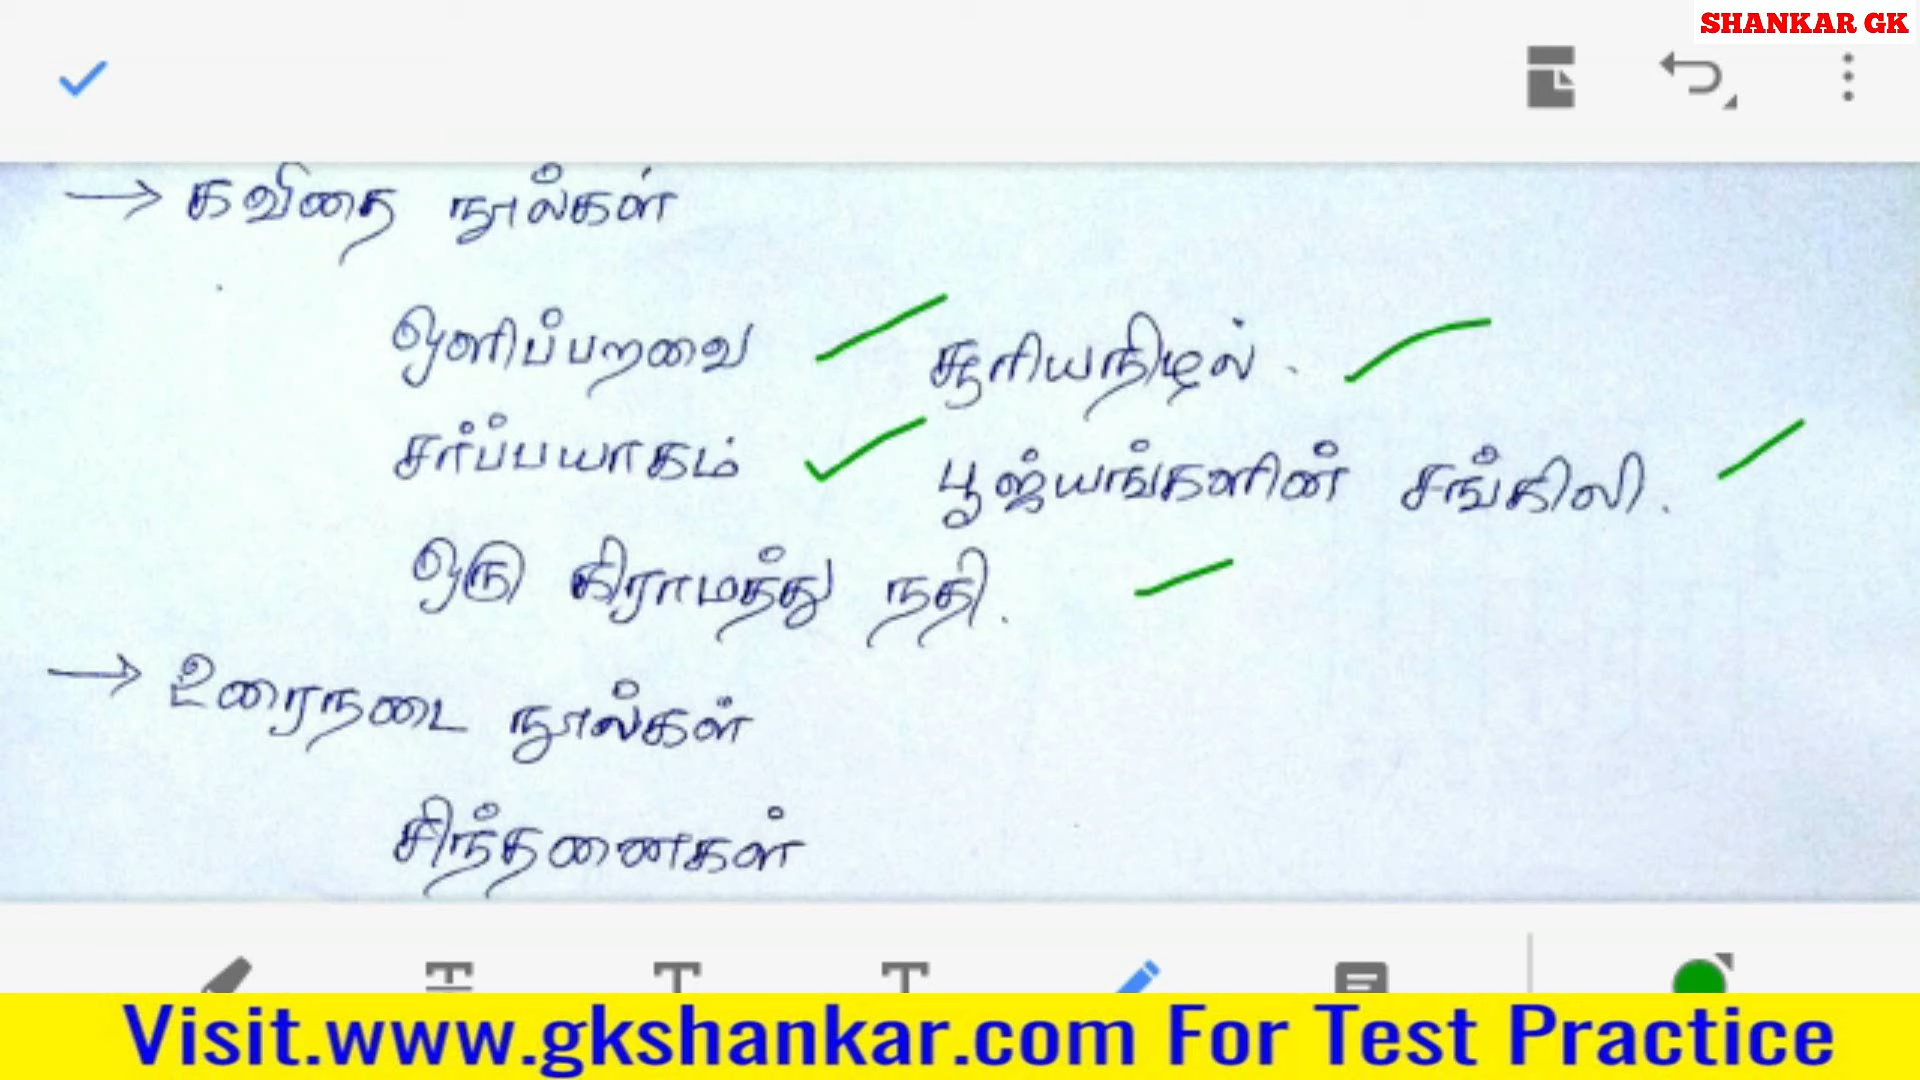 SHANKAR GK
→ கவிதை நூல்கள்
ஒளிப்பறவை சூரியநிழல்.
சர்ப்பயாகம் பூஜ்யங்களின் சங்கிலி.
ஒரு கிராமத்து நதி.
→ உரைநடை நூல்கள்
சிந்தணைகள்
Visit.www.gkshankar.com For Test Practice